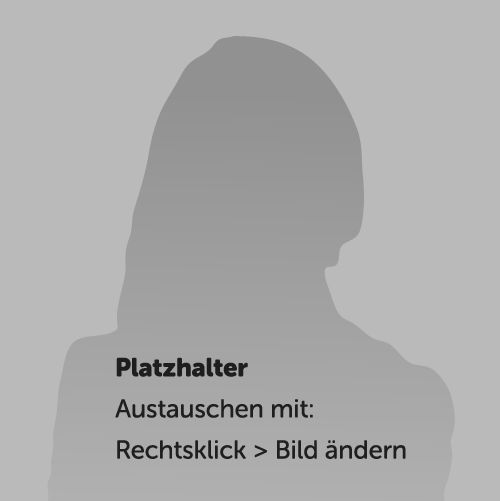 Platzhalter
Austauschen mit:
Rechtsklick > Bild ändern